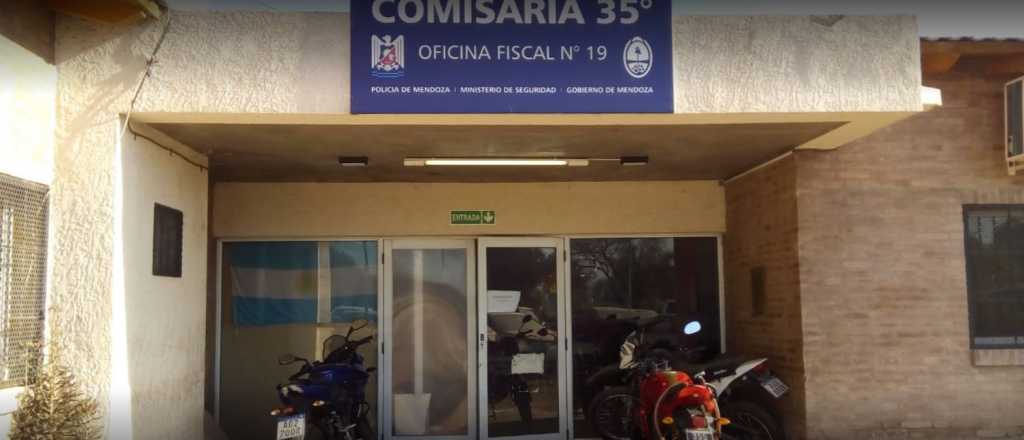 COMISARIA 35°
OFICINA FISCAL N° 19
POLICIA DE MENDOZA | MINISTERIO DE SEGURIDAD | GOBIERNO DE MENDOZA
ENTRADA